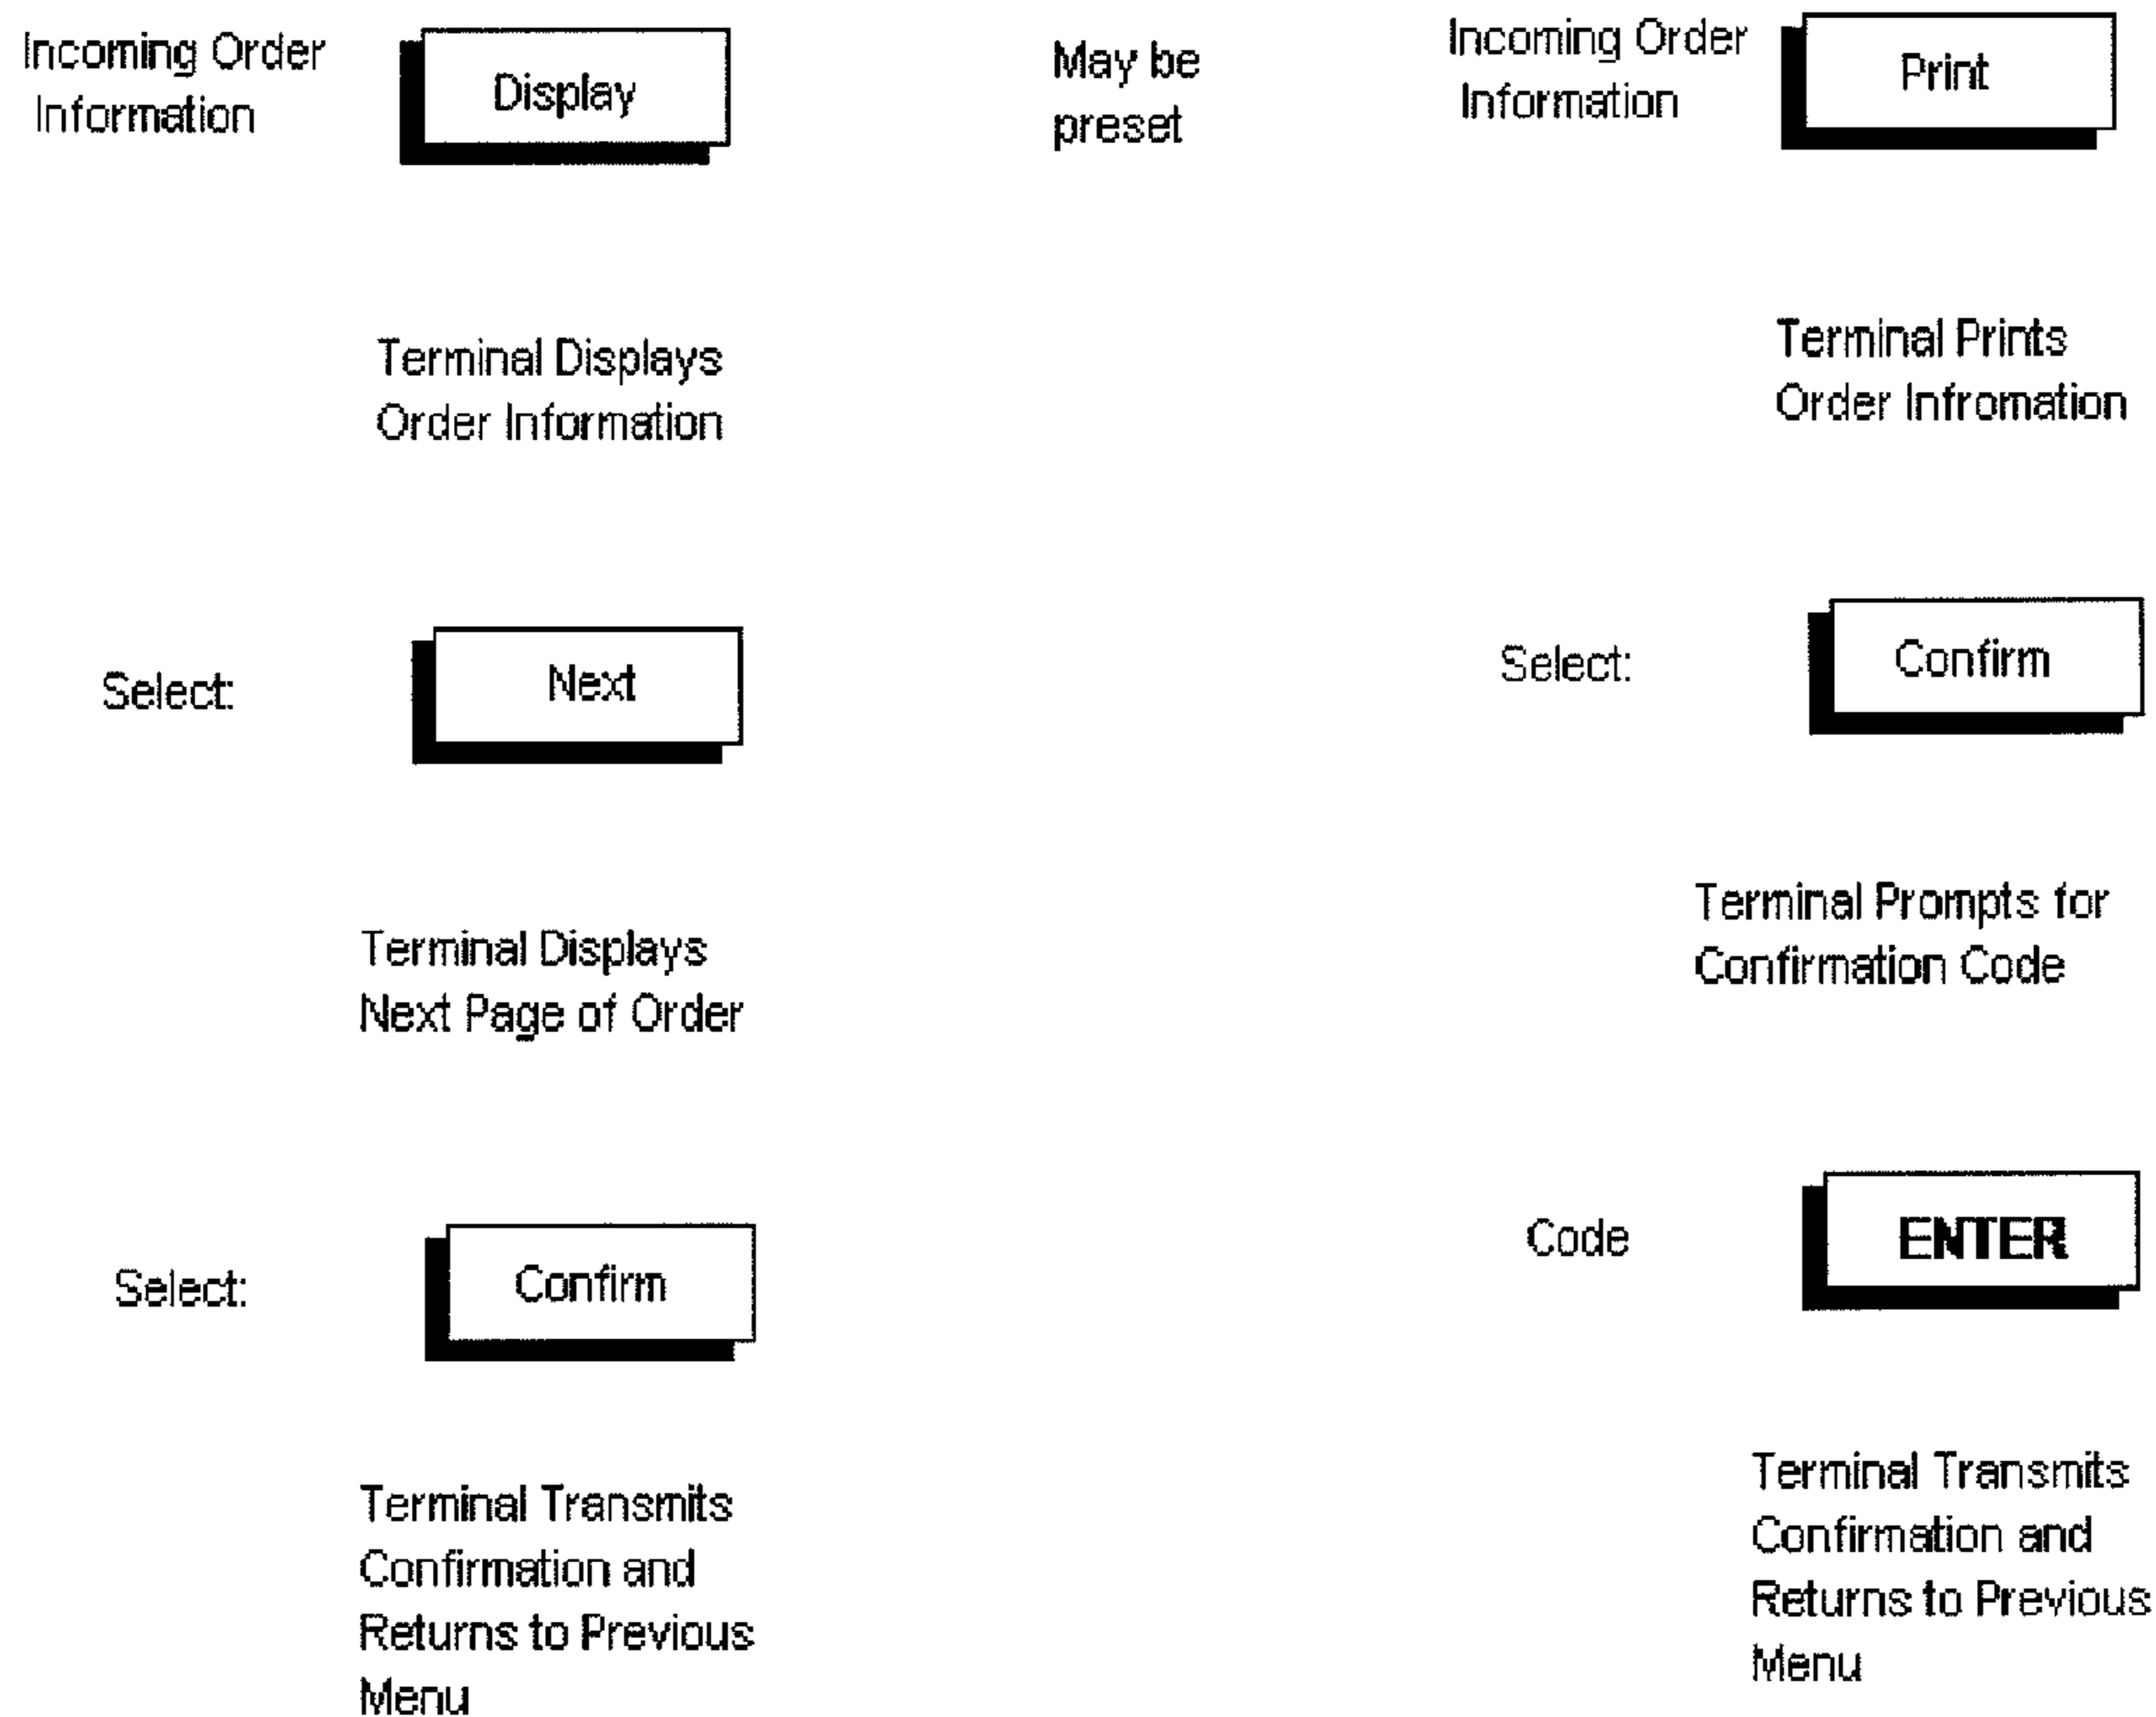 Incoming Order
Information
Display
Terminal Displays
Order Information
Select:
Next
Terminal Displays
Next Page of Order
Select:
Confirm
Terminal Transmits
Confirmation and
Returns to Previous
Menu
May be
preset
Incoming Order
Information
Print
Terminal Prints
Order Infromation
Select:
Confirm
Terminal Prompts for
Confirmation Code
Code
ENTER
Terminal Transmits
Confirmation and
Returns to Previous
Menu